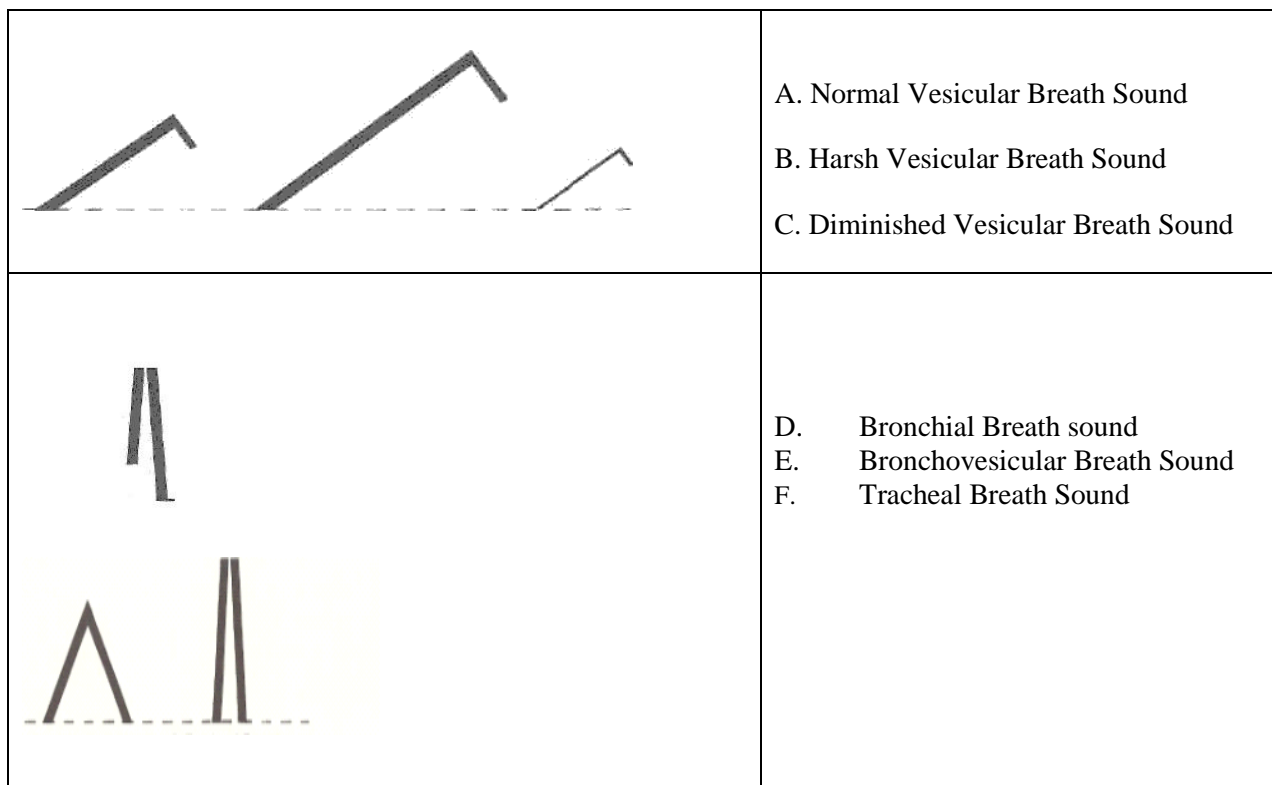 A. Normal Vesicular Breath Sound
B. Harsh Vesicular Breath Sound
C. Diminished Vesicular Breath Sound
D. Bronchial Breath sound
E. Bronchovesicular Breath Sound
F. Tracheal Breath Sound